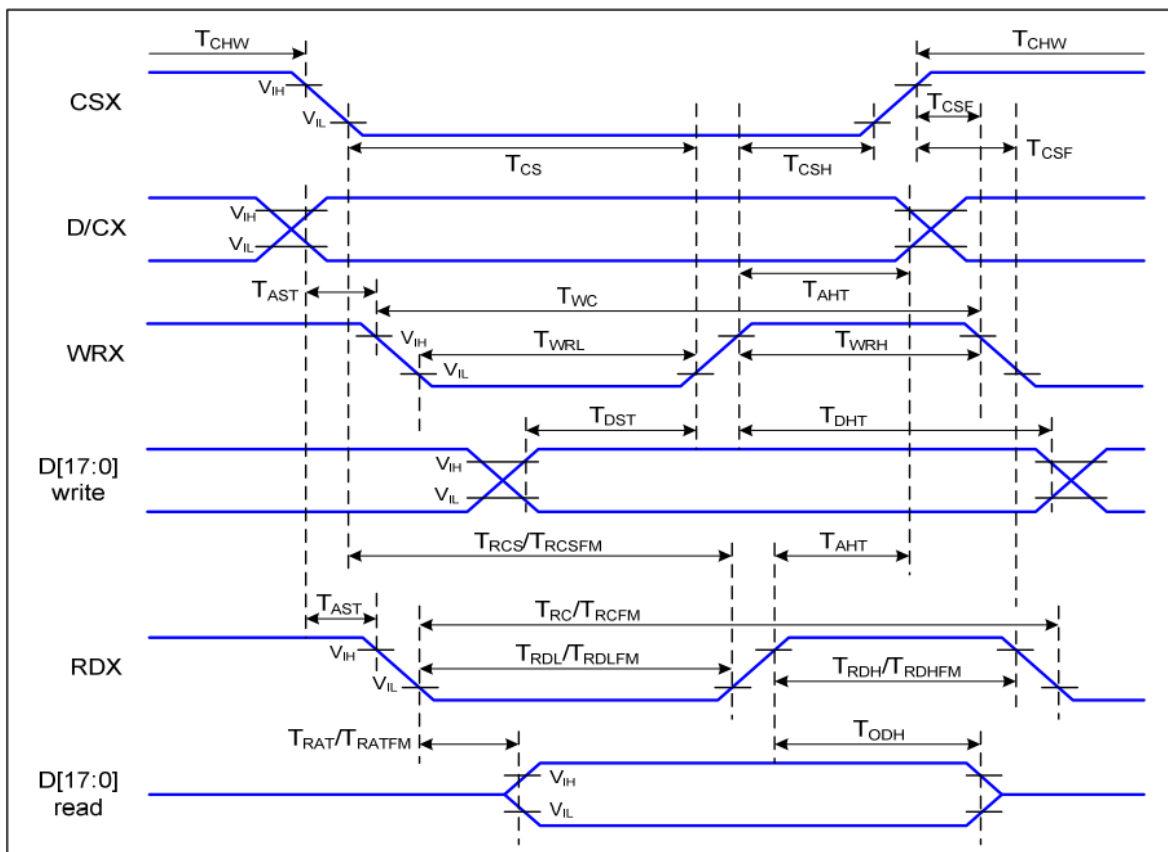 TCHW TCHW
CSX VIH TCSF
VIL TCSF
TCS TCSH
D/CX VIH
VIL
TAST TWC TAHT
WRX VIH TWRL TWRH
VIL
TDST TDHT
D[17:0] VIH
write VIL
TRCS/TRCSFM TAHT
TAST TRC/TRCFM
RDX VIH TRDL/TRDLFM TRDH/TRDHFM
VIL
TRAT/TRATFM TODH
D[17:0] VIH
read VIL